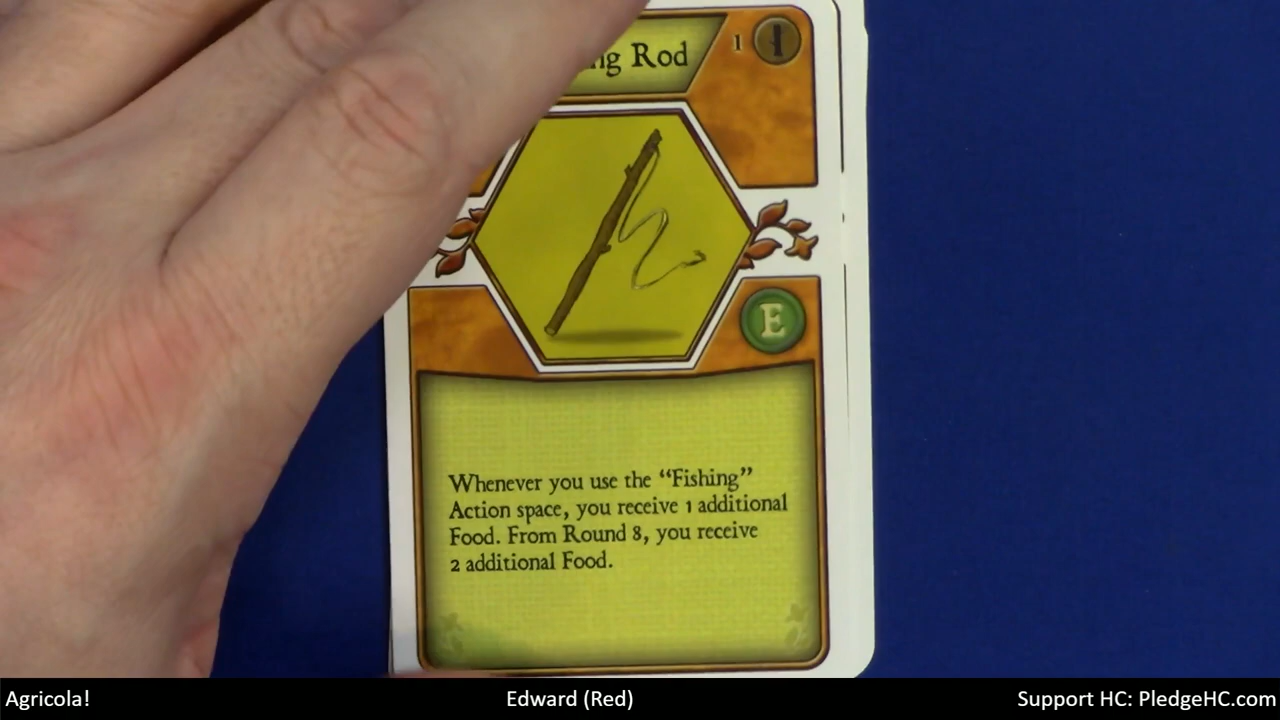 ng Rod
1
E
Whenever you use the “Fishing”
Action space, you receive 1 additional
Food. From Round 8, you receive
2 additional Food.
Agricola!
Edward (Red)
Support HC: PledgeHC.com